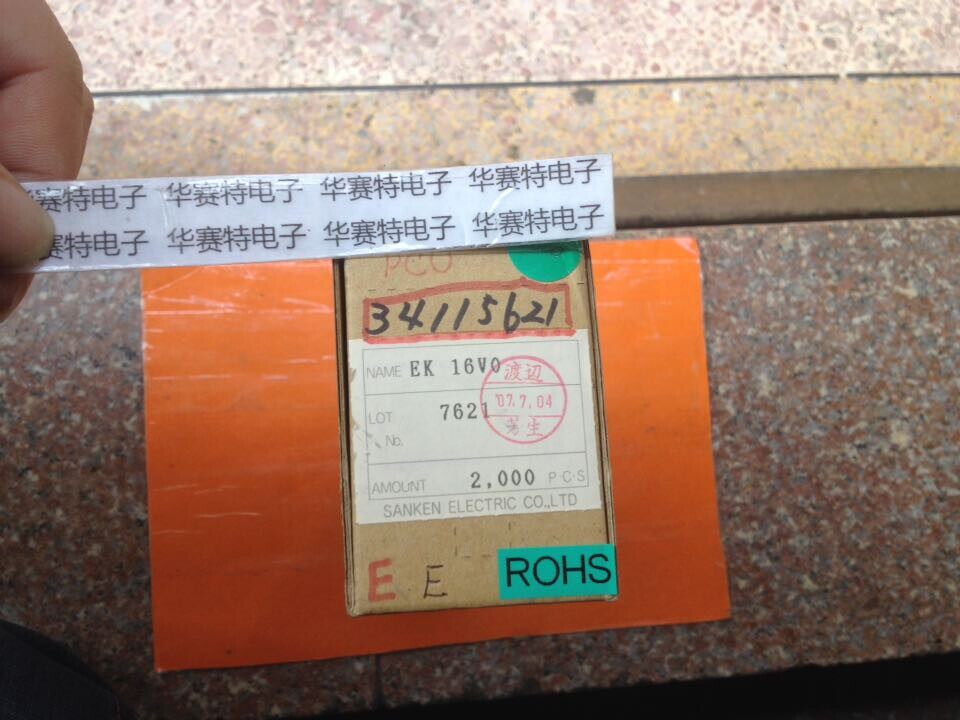 赛特电子 华赛特电子 华赛特电子 华赛特电子
赛特电子 华赛特电子 华赛特电子 华赛特电子
PCO
34115621
NAME EK 16V0
渡辺
LOT No. 7621
'07.7.04
芳生
AMOUNT 2,000 P·C·S
SANKEN ELECTRIC CO.,LTD
E E ROHS